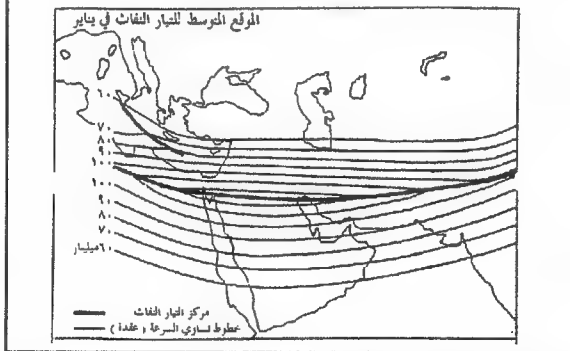 الموقع المتوسط للتيار النفاث في يناير
٦٠
٧٠
٨٠
٩٠
١٠٠
١٠٠
٩٠
٨٠
٧٠
٦٠ ميليبار
مركز التيار النفاث
خطوط تساوي السرعة ( عقدة )